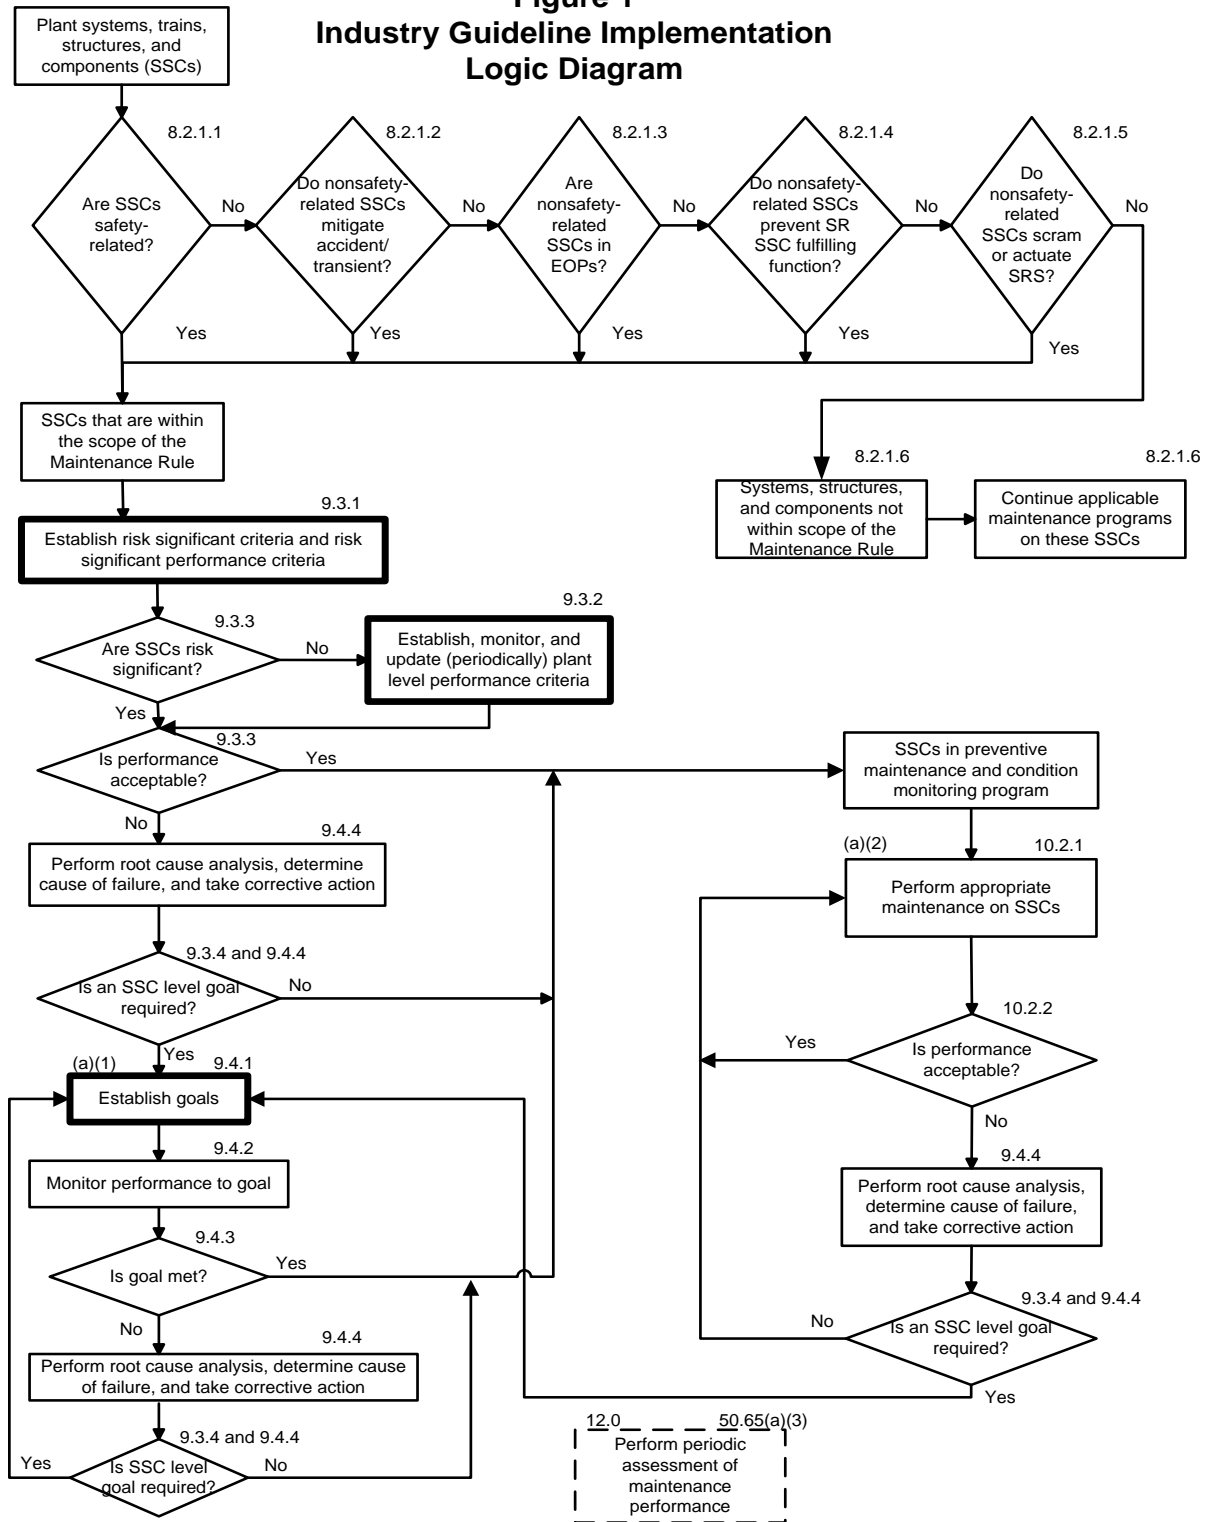 Figure 1
Industry Guideline Implementation
Logic Diagram
Plant systems, trains,
structures, and
components (SSCs)
8.2.1.1
Are SSCs
safety-
related?
No
Yes
8.2.1.2
Do nonsafety-
related SSCs
mitigate
accident/
transient?
No
Yes
8.2.1.3
Are
nonsafety-
related
SSCs in
EOPs?
No
Yes
8.2.1.4
Do nonsafety-
related SSCs
prevent SR
SSC fulfilling
function?
No
Yes
8.2.1.5
Do
nonsafety-
related
SSCs scram
or actuate
SRS?
No
Yes
SSCs that are within
the scope of the
Maintenance Rule
8.2.1.6
Systems, structures,
and components not
within scope of the
Maintenance Rule
8.2.1.6
Continue applicable
maintenance programs
on these SSCs
9.3.1
Establish risk significant criteria and risk
significant performance criteria
9.3.3
Are SSCs risk
significant?
No
Yes
9.3.2
Establish, monitor, and
update (periodically) plant
level performance criteria
9.3.3
Is performance
acceptable?
Yes
No
9.4.4
Perform root cause analysis, determine
cause of failure, and take corrective action
9.3.4 and 9.4.4
Is an SSC level goal
required?
No
Yes
(a)(1)
9.4.1
Establish goals
9.4.2
Monitor performance to goal
9.4.3
Is goal met?
Yes
No
9.4.4
Perform root cause analysis, determine cause
of failure, and take corrective action
9.3.4 and 9.4.4
Is SSC level
goal required?
Yes
No
SSCs in preventive
maintenance and condition
monitoring program
(a)(2)
10.2.1
Perform appropriate
maintenance on SSCs
10.2.2
Is performance
acceptable?
Yes
No
9.4.4
Perform root cause analysis,
determine cause of failure,
and take corrective action
9.3.4 and 9.4.4
Is an SSC level goal
required?
No
Yes
12.0
50.65(a)(3)
Perform periodic
assessment of
maintenance
performance